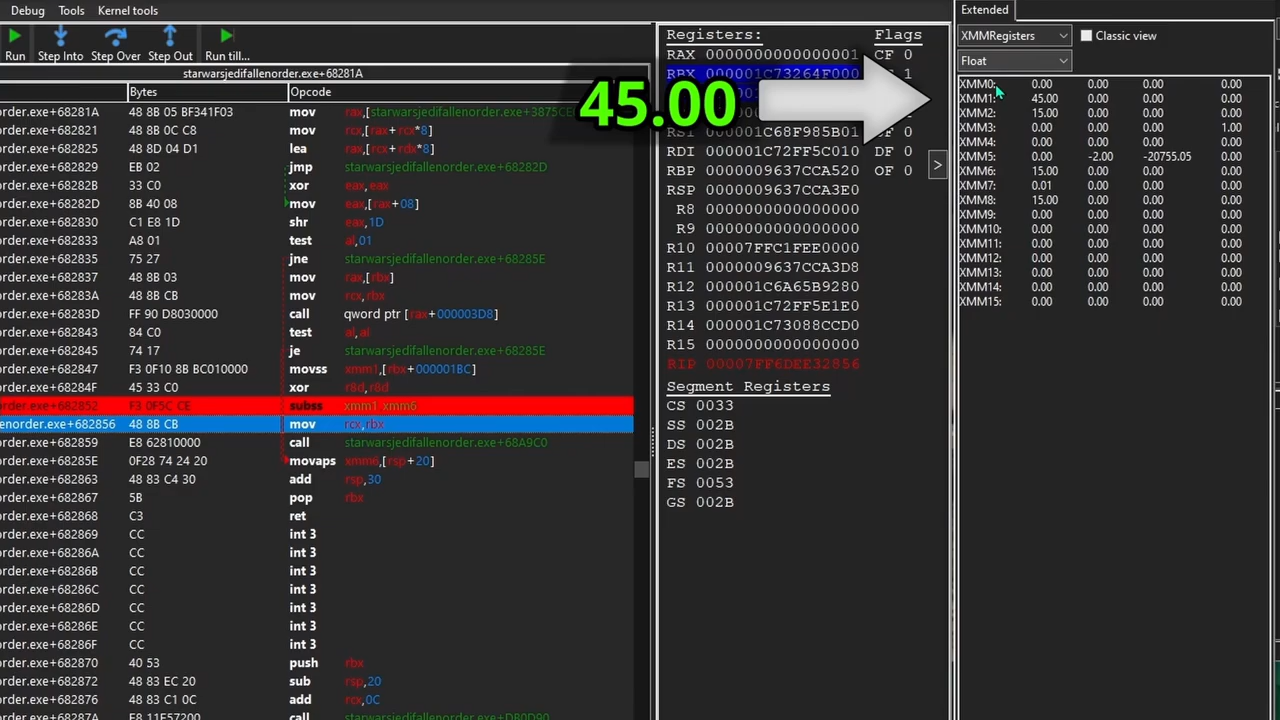 Debug Tools Kernel tools
Run Step Into Step Over Step Out Run till...
starwarsjedifallenorder.exe+68281A
Bytes Opcode
order.exe+68281A 48 8B 05 BF341F03 mov rax,[starwarsjedifallenorder.exe+3875CE
order.exe+682821 48 8B 0C C8 mov rcx,[rax+rcx*8]
order.exe+682825 48 8D 04 D1 lea rax,[rcx+rdx*8]
order.exe+682829 EB 02 jmp starwarsjedifallenorder.exe+68282D
order.exe+68282B 33 C0 xor eax,eax
order.exe+68282D 8B 40 08 mov eax,[rax+08]
order.exe+682830 C1 E8 1D shr eax,1D
order.exe+682833 A8 01 test al,01
order.exe+682835 75 27 jne starwarsjedifallenorder.exe+68285E
order.exe+682837 48 8B 03 mov rax,[rbx]
order.exe+68283A 48 8B CB mov rcx,rbx
order.exe+68283D FF 90 D8030000 call qword ptr [rax+000003D8]
order.exe+682843 84 C0 test al,al
order.exe+682845 74 17 je starwarsjedifallenorder.exe+68285E
order.exe+682847 F3 0F10 8B BC010000 movss xmm1,[rbx+000001BC]
order.exe+68284F 45 33 C0 xor r8d,r8d
order.exe+682852 F3 0F5C CE subss xmm1,xmm6
enorder.exe+682856 48 8B CB mov rcx,rbx
order.exe+682859 E8 62810000 call starwarsjedifallenorder.exe+68A9C0
order.exe+68285E 0F28 74 24 20 movaps xmm6,[rsp+20]
order.exe+682863 48 83 C4 30 add rsp,30
order.exe+682867 5B pop rbx
order.exe+682868 C3 ret
order.exe+682869 CC int 3
order.exe+68286A CC int 3
order.exe+68286B CC int 3
order.exe+68286C CC int 3
order.exe+68286D CC int 3
order.exe+68286E CC int 3
order.exe+68286F CC int 3
order.exe+682870 40 53 push rbx
order.exe+682872 48 83 EC 20 sub rsp,20
order.exe+682876 48 83 C1 0C add rcx,0C
order.exe+68287A E8 11F57200 call starwarsjedifallenorder.exe+DB0D90
Registers: Flags
RAX 0000000000000001 CF 0
RBX 000001C73264F000 1
45.00
RSI 000001C68F985B01 DF 0
RDI 000001C72FF5C010 DF 0
RBP 0000009637CCA520 OF 0
RSP 0000009637CCA3E0
R8 0000000000000000
R9 0000000000000000
R10 00007FFC1FEE0000
R11 0000009637CCA3D8
R12 000001C6A65B9280
R13 000001C72FF5E1E0
R14 000001C73088CCD0
R15 0000000000000000
RIP 00007FF6DEE32856
Segment Registers
CS 0033
SS 002B
DS 002B
ES 002B
FS 0053
GS 002B
>
Extended
XMMRegisters Classic view
Float
XMM0: 0.00 0.00 0.00 0.00
XMM1: 45.00 0.00 0.00 0.00
XMM2: 15.00 0.00 0.00 0.00
XMM3: 0.00 0.00 0.00 1.00
XMM4: 0.00 0.00 0.00 0.00
XMM5: 0.00 -2.00 -20755.05 0.00
XMM6: 15.00 0.00 0.00 0.00
XMM7: 0.01 0.00 0.00 0.00
XMM8: 15.00 0.00 0.00 0.00
XMM9: 0.00 0.00 0.00 0.00
XMM10: 0.00 0.00 0.00 0.00
XMM11: 0.00 0.00 0.00 0.00
XMM12: 0.00 0.00 0.00 0.00
XMM13: 0.00 0.00 0.00 0.00
XMM14: 0.00 0.00 0.00 0.00
XMM15: 0.00 0.00 0.00 0.00